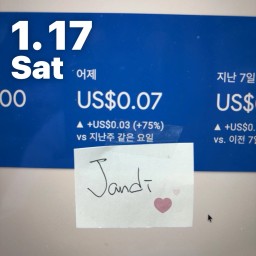 1.17
Sat
어제
지난 7일
00
US$0.07
US$
▲ +US$0.03 (+75%)
▲ +US$0.
vs 지난주 같은 요일
vs. 이전 7
Jandi